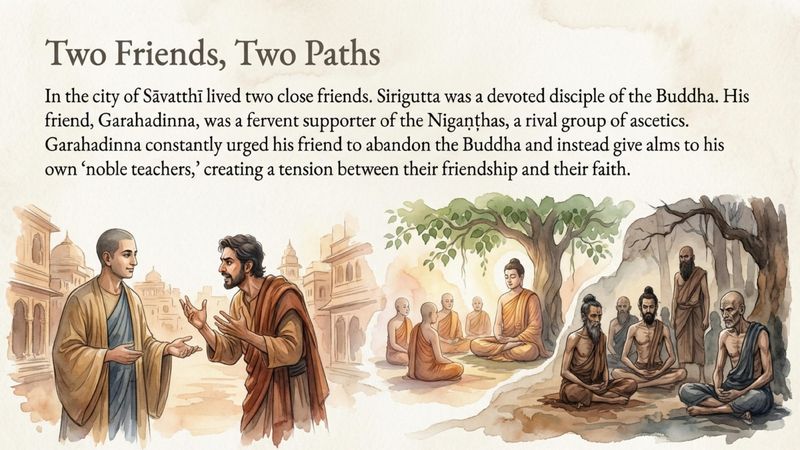 Two Friends, Two Paths
In the city of Sāvatthī lived two close friends. Sirigutta was a devoted disciple of the Buddha. His
friend, Garahadinna, was a fervent supporter of the Nigaṇṭhas, a rival group of ascetics.
Garahadinna constantly urged his friend to abandon the Buddha and instead give alms to his
own ‘noble teachers,’ creating a tension between their friendship and their faith.